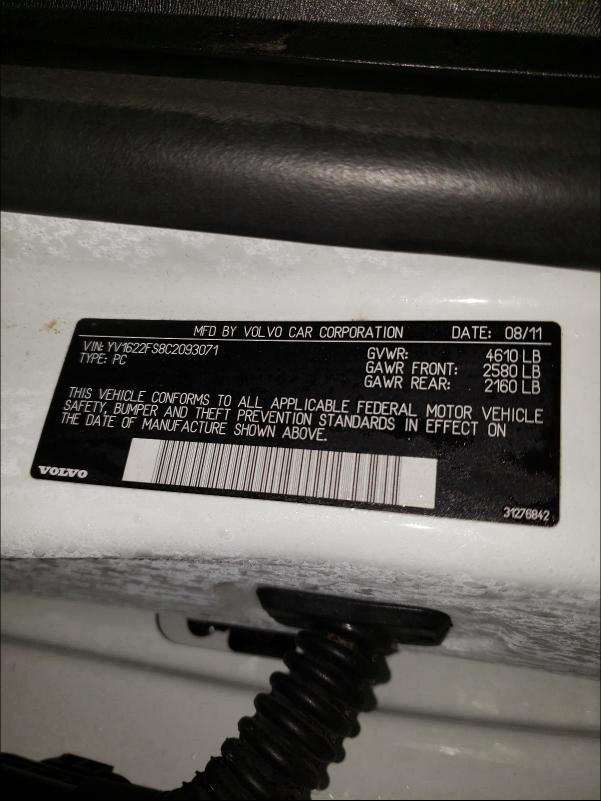 MFD BY VOLVO CAR CORPORATION DATE: 08/11
VIN: YV1622FS8C2093071
TYPE: PC
GVWR: 4610 LB
GAWR FRONT: 2580 LB
GAWR REAR: 2160 LB
THIS VEHICLE CONFORMS TO ALL APPLICABLE FEDERAL MOTOR VEHICLE
SAFETY, BUMPER AND THEFT PREVENTION STANDARDS IN EFFECT ON
THE DATE OF MANUFACTURE SHOWN ABOVE.
VOLVO
31276842